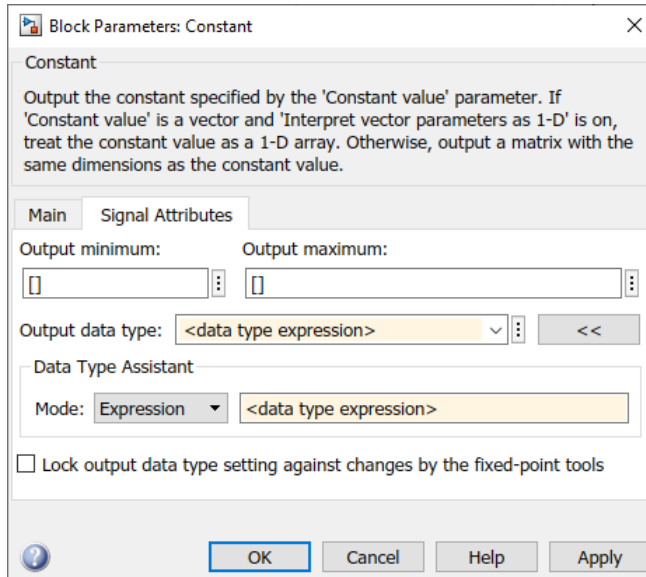 Block Parameters: Constant
Constant
Output the constant specified by the 'Constant value' parameter. If
'Constant value' is a vector and 'Interpret vector parameters as 1-D' is on,
treat the constant value as a 1-D array. Otherwise, output a matrix with the
same dimensions as the constant value.
Main Signal Attributes
Output minimum: Output maximum:
[] []
Output data type: <data type expression> <<
Data Type Assistant
Mode: Expression <data type expression>
Lock output data type setting against changes by the fixed-point tools
? OK Cancel Help Apply